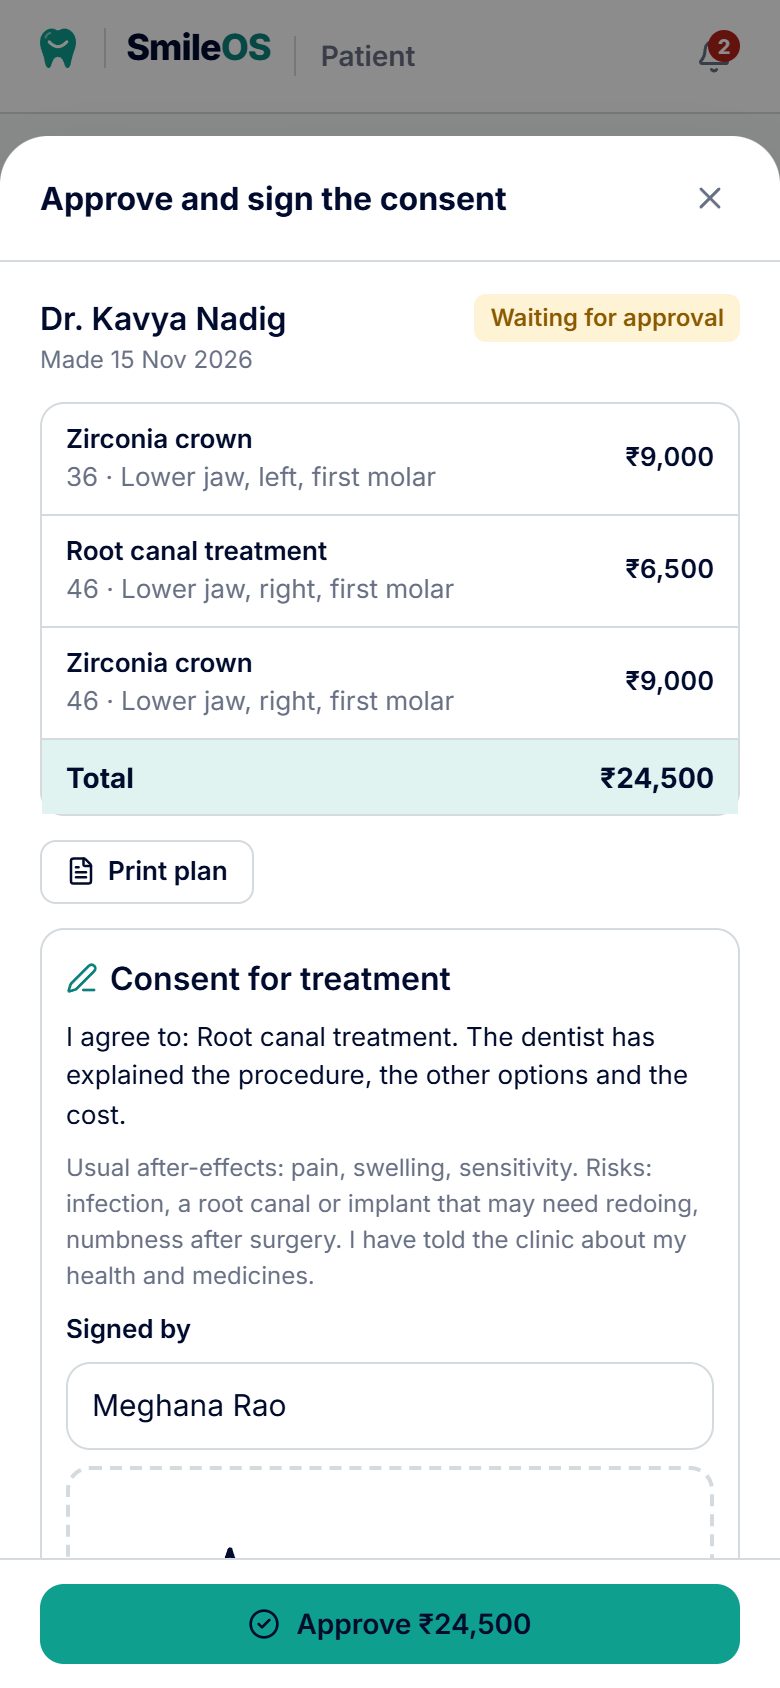 SmileOS
Patient
2
Approve and sign the consent
Dr. Kavya Nadig
Waiting for approval
Made 15 Nov 2026
Zirconia crown
36 · Lower jaw, left, first molar
₹9,000
Root canal treatment
46 · Lower jaw, right, first molar
₹6,500
Zirconia crown
46 · Lower jaw, right, first molar
₹9,000
Total
₹24,500
Print plan
Consent for treatment
I agree to: Root canal treatment. The dentist has
explained the procedure, the other options and the
cost.
Usual after-effects: pain, swelling, sensitivity. Risks:
infection, a root canal or implant that may need redoing,
numbness after surgery. I have told the clinic about my
health and medicines.
Signed by
Meghana Rao
Approve ₹24,500